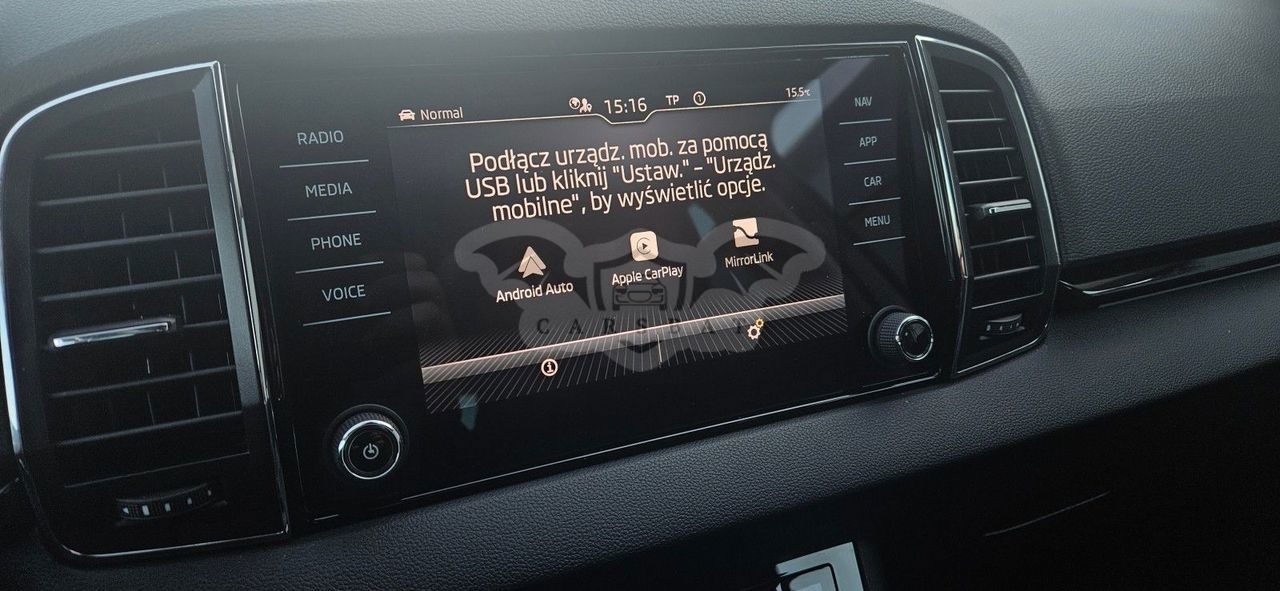 Normal
15:16
TP
15.5°C
RADIO
MEDIA
PHONE
VOICE
Podłącz urządz. mob. za pomocą
USB lub kliknij "Ustaw." – "Urządz.
mobilne", by wyświetlić opcje.
Android Auto
Apple CarPlay
MirrorLink
NAV
APP
CAR
MENU